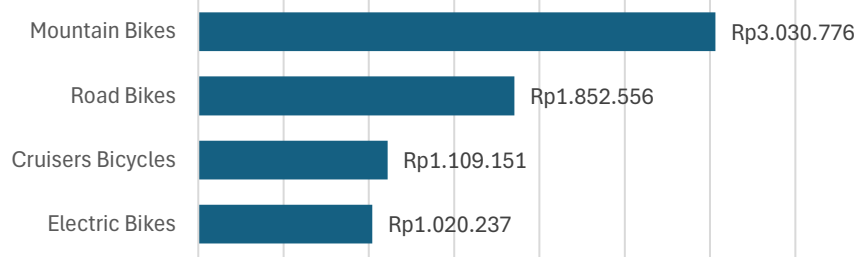 Mountain Bikes Rp3.030.776
Road Bikes Rp1.852.556
Cruisers Bicycles Rp1.109.151
Electric Bikes Rp1.020.237